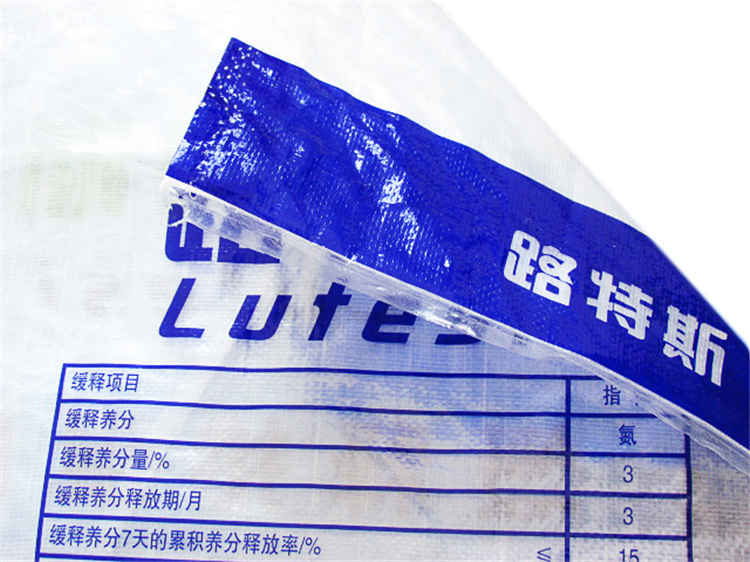 路特斯
Lutes
缓释项目 指
缓释养分 氮
缓释养分量/% 3
缓释养分释放期/月 3
缓释养分7天的累积养分释放率/% ≤ 15